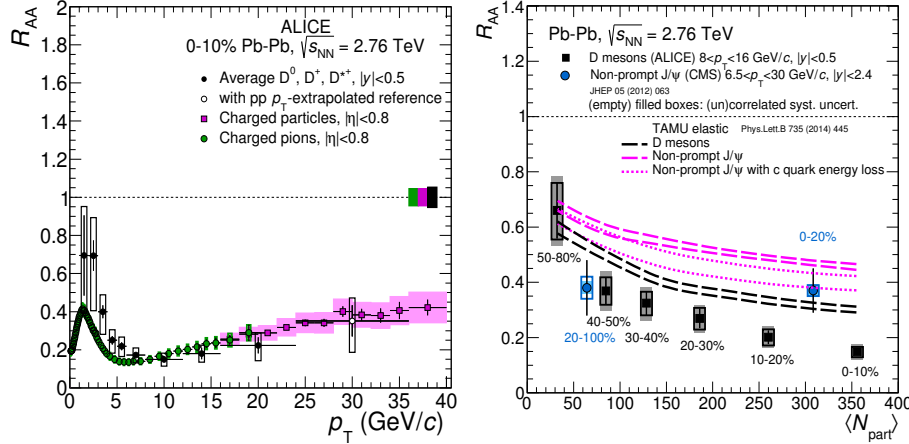 R_AA
ALICE
0-10% Pb-Pb, √s_NN = 2.76 TeV
Average D⁰, D⁺, D*⁺, |y|<0.5
with pp p_T-extrapolated reference
Charged particles, |η|<0.8
Charged pions, |η|<0.8
2
1.8
1.6
1.4
1.2
1
0.8
0.6
0.4
0.2
0
0 5 10 15 20 25 30 35 40
p_T (GeV/c)
R_AA
Pb-Pb, √s_NN = 2.76 TeV
D mesons (ALICE) 8<p_T<16 GeV/c, |y|<0.5
Non-prompt J/ψ (CMS) 6.5<p_T<30 GeV/c, |y|<2.4
JHEP 05 (2012) 063
(empty) filled boxes: (un)correlated syst. uncert.
TAMU elastic Phys.Lett.B 735 (2014) 445
D mesons
Non-prompt J/ψ
Non-prompt J/ψ with c quark energy loss
1.4
1.2
1
0.8
0.6
0.4
0.2
0
0-20%
50-80%
20-100%
40-50%
30-40%
20-30%
10-20%
0-10%
0 50 100 150 200 250 300 350 400
⟨N_part⟩